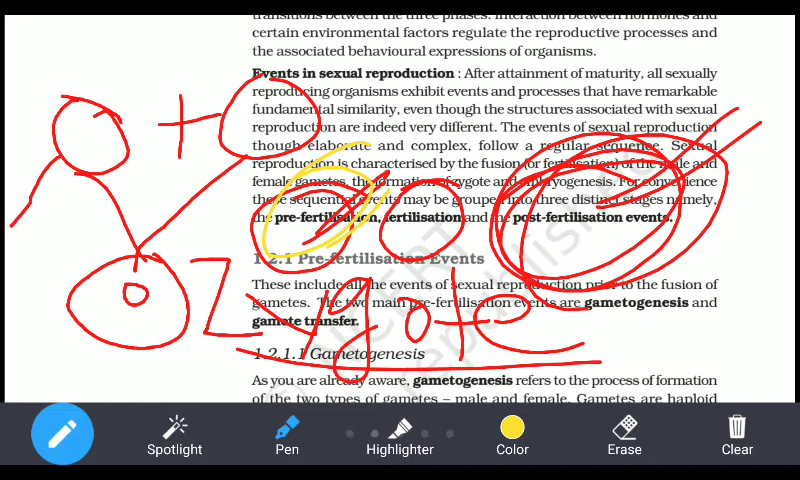 transitions between the three phases. Interaction between hormones and
certain environmental factors regulate the reproductive processes and
the associated behavioural expressions of organisms.
Events in sexual reproduction : After attainment of maturity, all sexually
reproducing organisms exhibit events and processes that have remarkable
fundamental similarity, even though the structures associated with sexual
reproduction are indeed very different. The events of sexual reproduction
though elaborate and complex, follow a regular sequence. Sexual
reproduction is characterised by the fusion (or fertilisation) of the male and
female gametes, the formation of zygote and embryogenesis. For convenience
these sequential events may be grouped into three distinct stages namely,
the pre-fertilisation, fertilisation and the post-fertilisation events.
1.2.1 Pre-fertilisation Events
These include all the events of sexual reproduction prior to the fusion of
gametes. The two main pre-fertilisation events are gametogenesis and
gamete transfer.
Zygote
1.2.1.1 Gametogenesis
As you are already aware, gametogenesis refers to the process of formation
of the two types of gametes – male and female. Gametes are haploid
Spotlight
Pen
Highlighter
Color
Erase
Clear